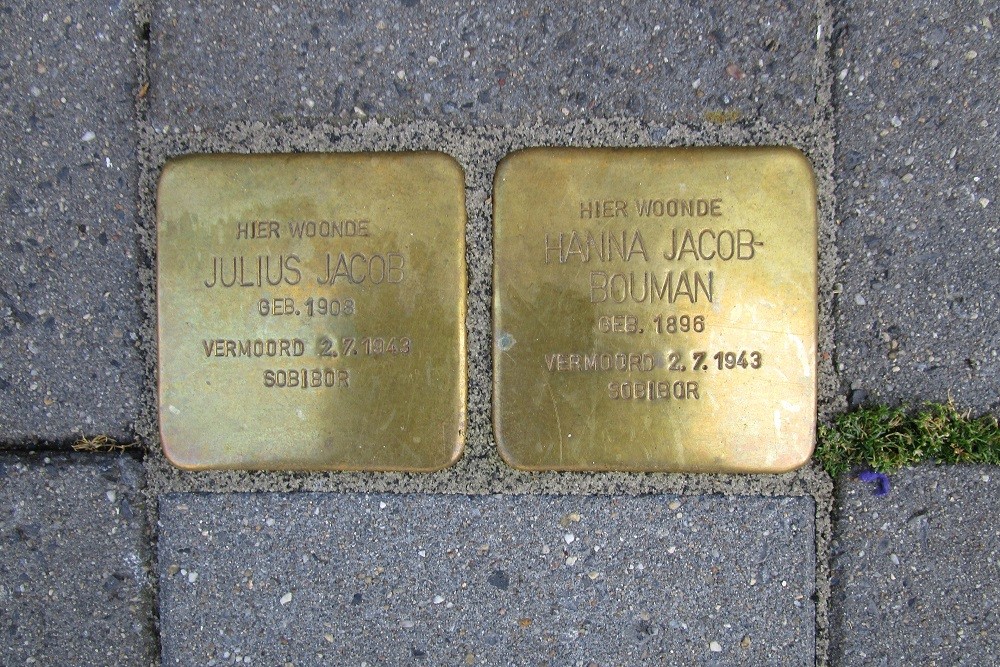 HIER WOONDE
JULIUS JACOB
GEB. 1908
VERMOORD 2.7.1943
SOBIBOR
HIER WOONDE
HANNA JACOB-
BOUMAN
GEB. 1896
VERMOORD 2.7.1943
SOBIBOR